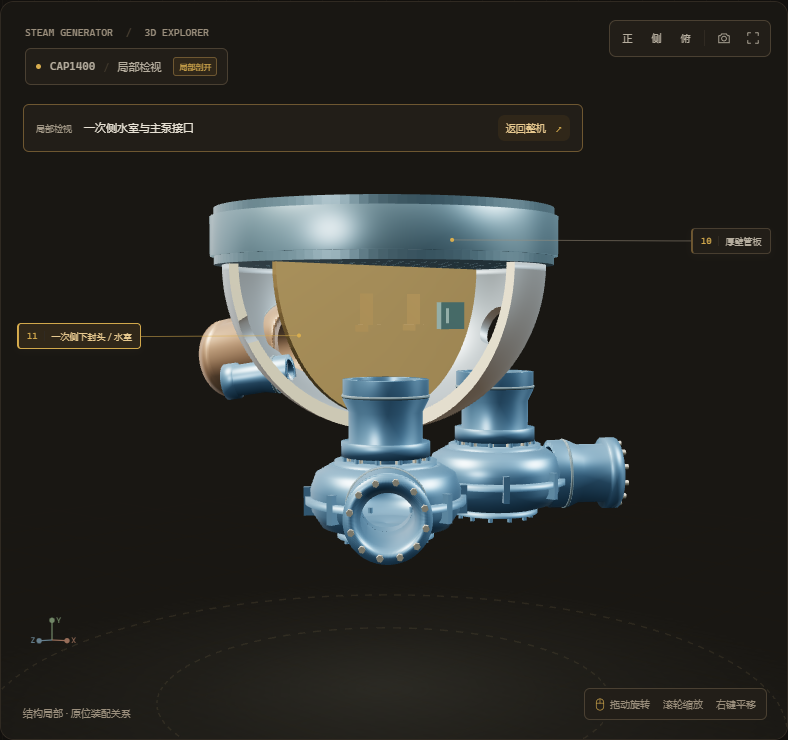 STEAM GENERATOR / 3D EXPLORER
正 侧 俯
CAP1400 / 局部检视 局部剖开
局部检视 一次侧水室与主泵接口 返回整机 ↗
10 厚壁管板
11 一次侧下封头 / 水室
Y
Z X
结构局部 · 原位装配关系
拖动旋转 滚轮缩放 右键平移